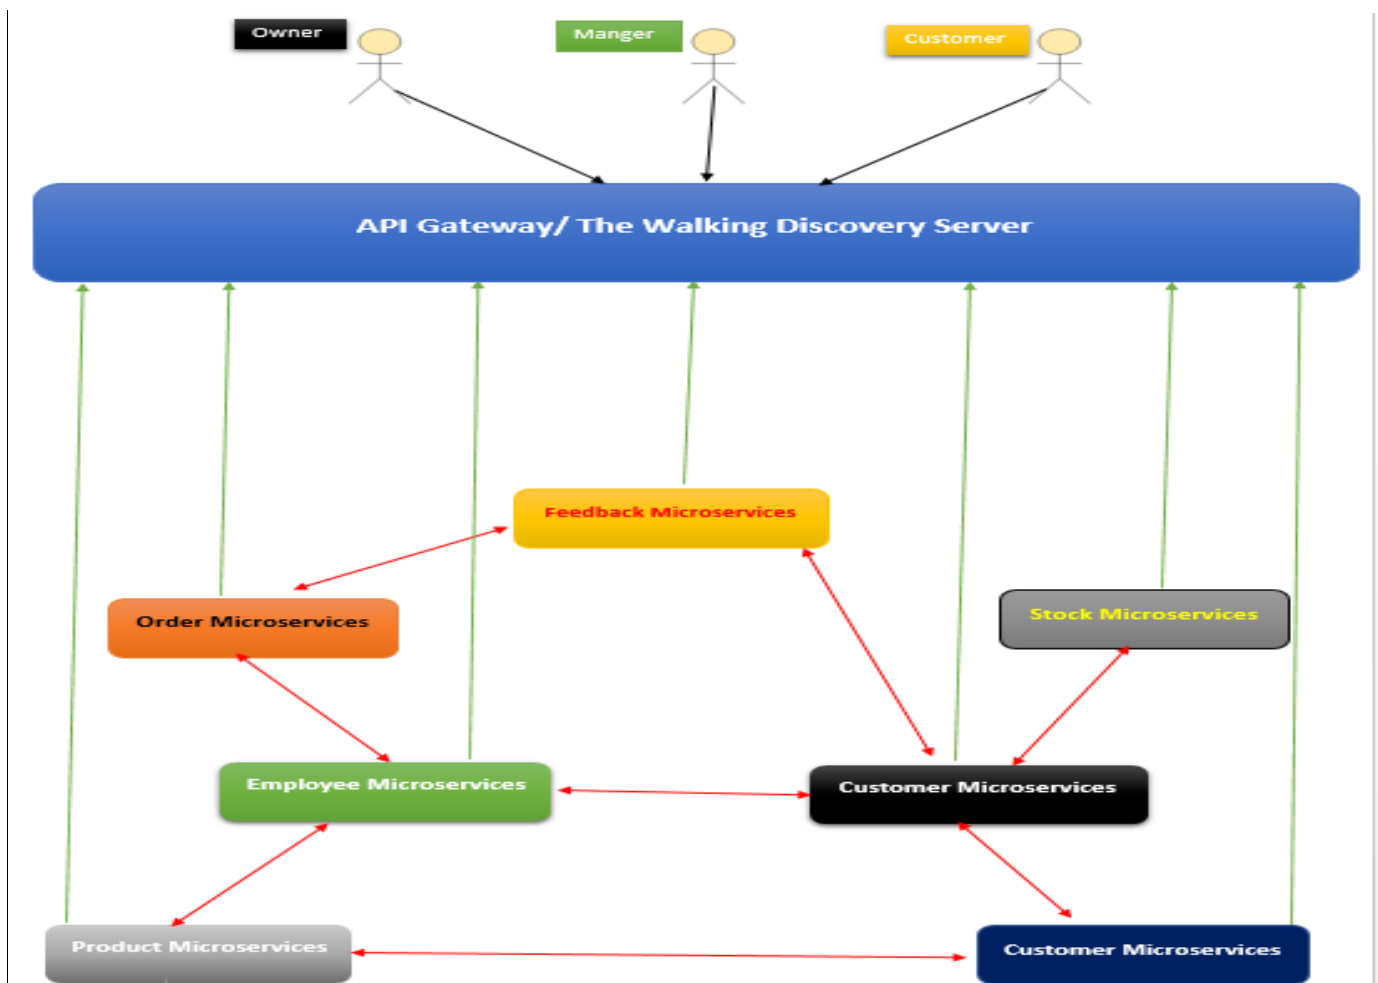 Owner
Manger
Customer
API Gateway/ The Walking Discovery Server
Feedback Microservices
Order Microservices
Stock Microservices
Employee Microservices
Customer Microservices
Product Microservices
Customer Microservices